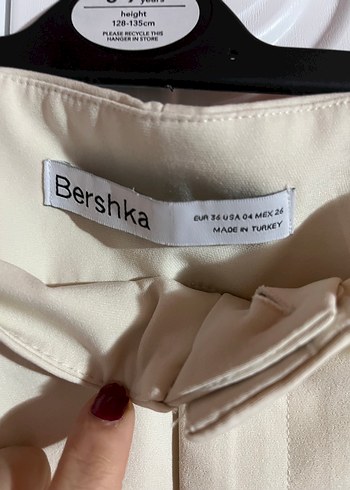 years
height
128-135cm
PLEASE RECYCLE THIS
HANGER IN STORE
Bershka
EUR 36 USA 04 MEX 26
MADE IN TURKEY